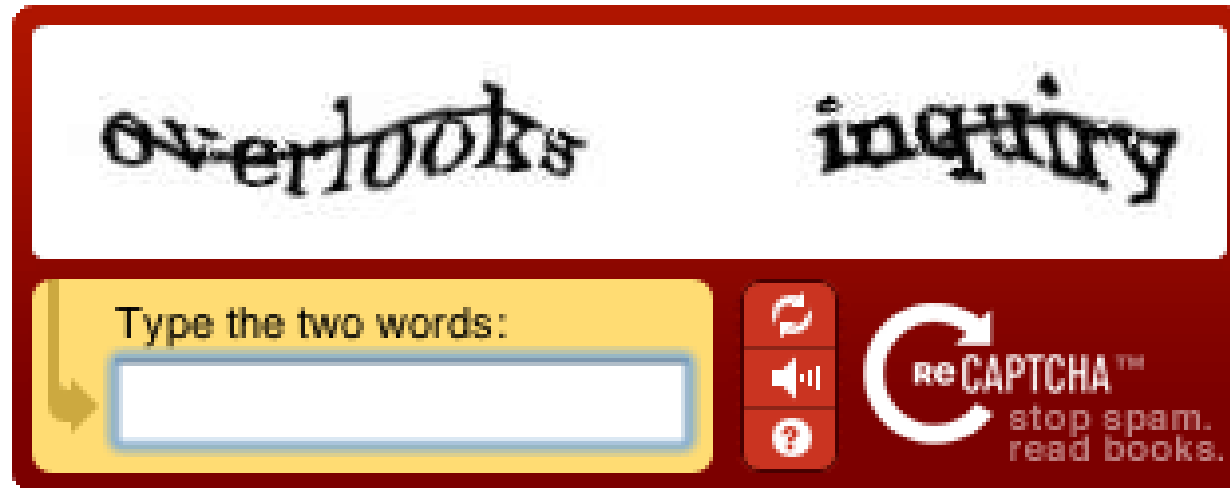 overlooks inquiry
Type the two words:
ReCAPTCHA™
stop spam.
read books.